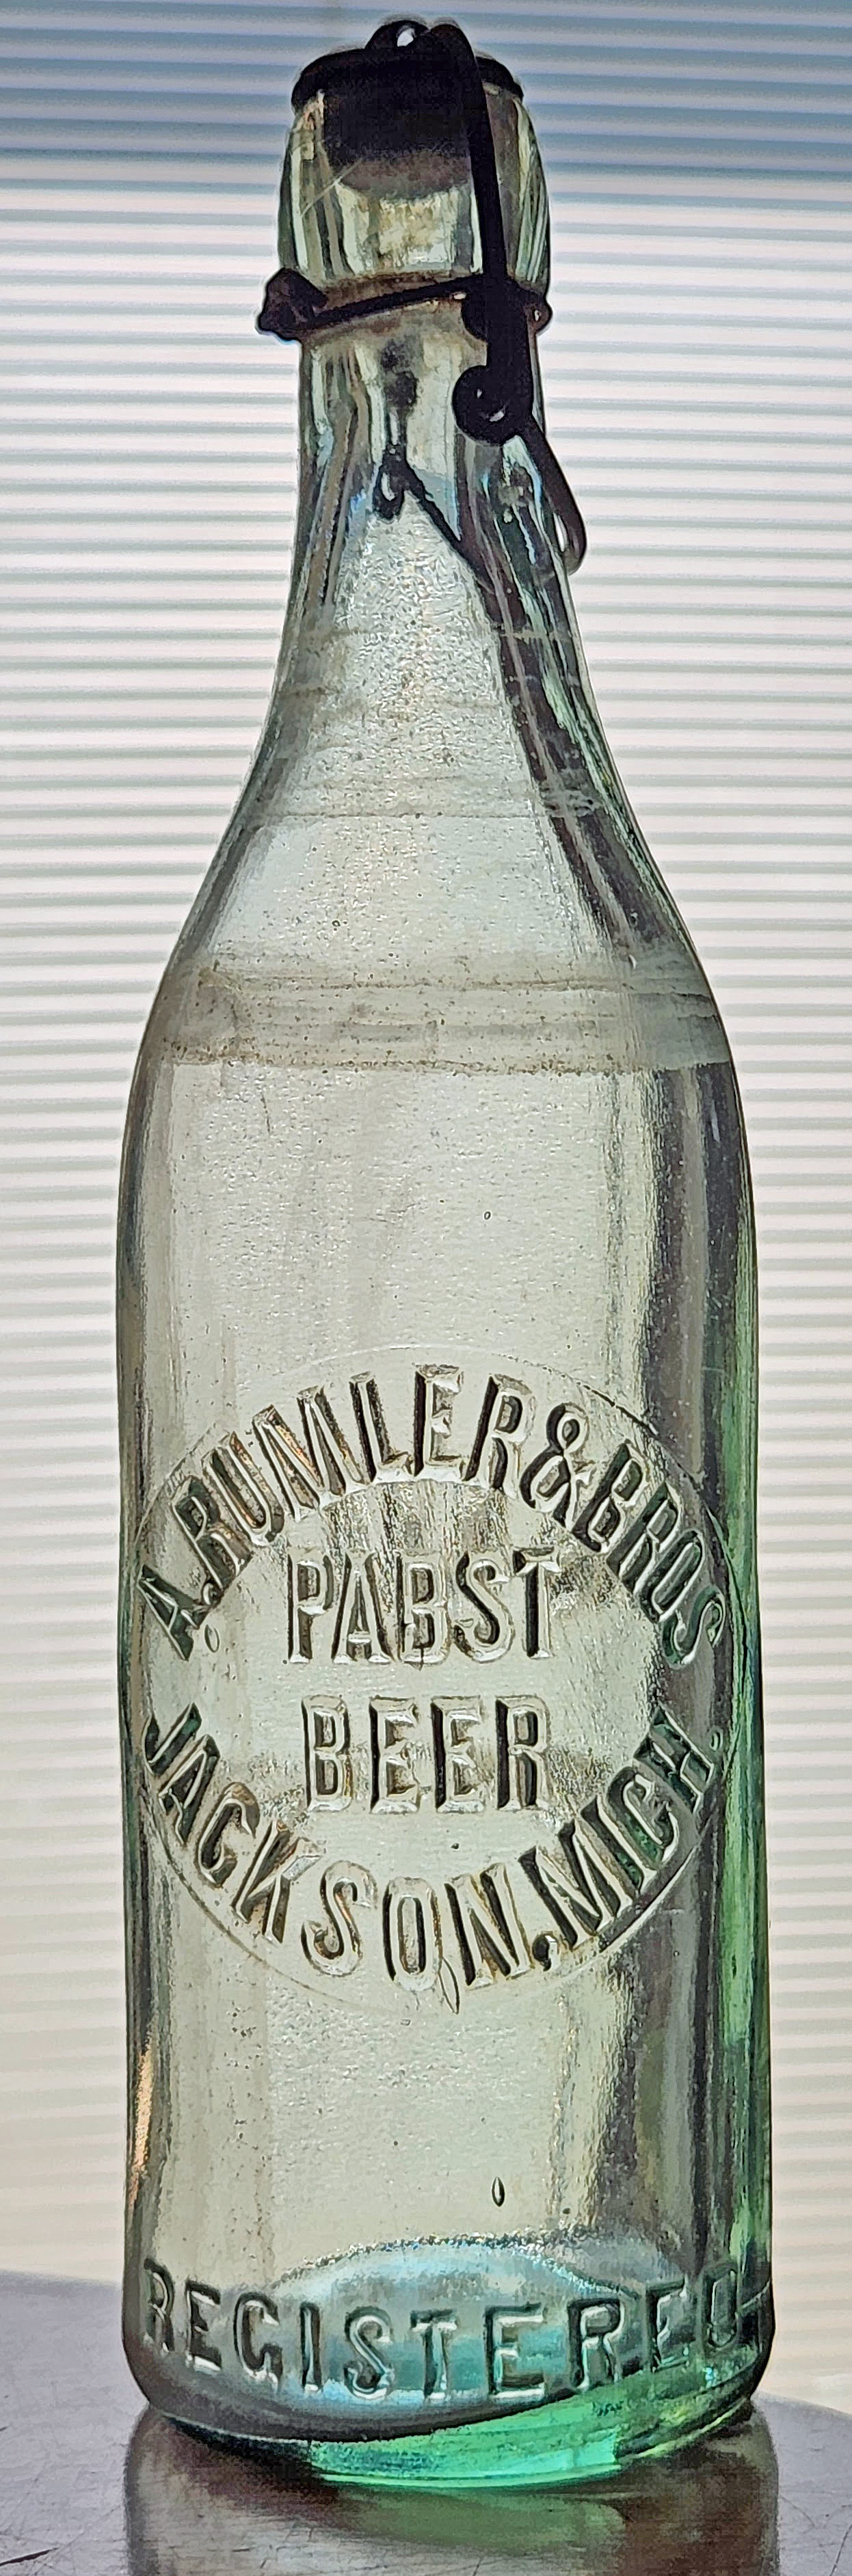 A. RUMLER & BROS
PABST
BEER
JACKSON, MICH.
REGISTERED